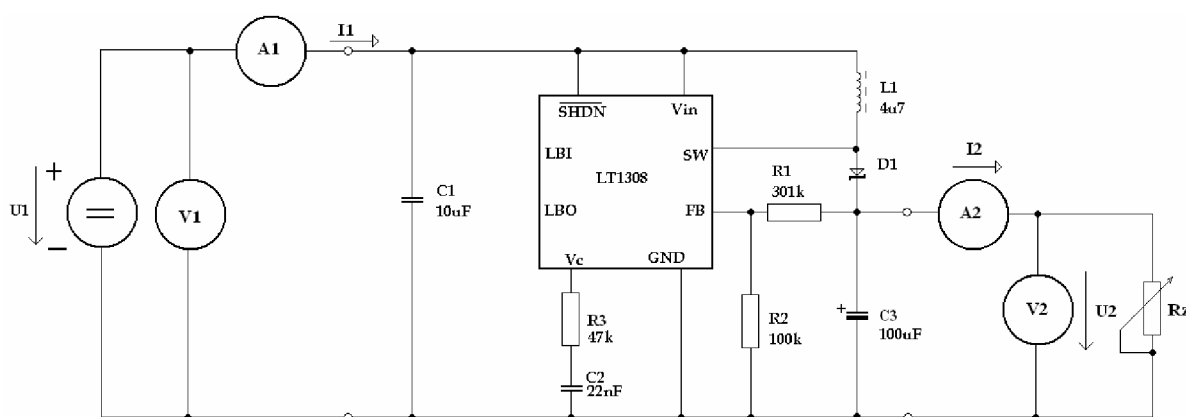 I1
A1
SHDN
Vin
L1
4u7
LBI
SW
LT1308
R1
301k
D1
I2
U1
+
−
=
V1
C1
10uF
LBO
FB
A2
Vc
GND
R3
47k
R2
100k
+
C3
100uF
V2
U2
Rz
C2
22nF